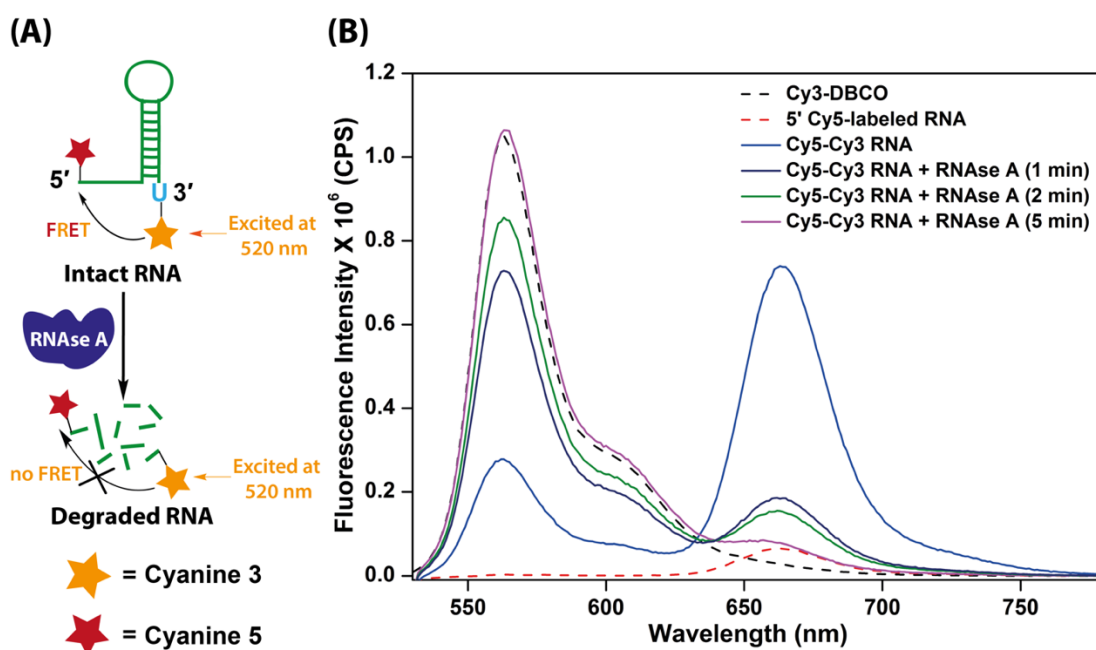 (A)
5′
U 3′
FRET
Excited at
520 nm
Intact RNA
RNAse A
no FRET
Excited at
520 nm
Degraded RNA
= Cyanine 3
= Cyanine 5
(B)
Fluorescence Intensity X 10⁶ (CPS)
1.2
1.0
0.8
0.6
0.4
0.2
0.0
550
600
650
700
750
Wavelength (nm)
Cy3-DBCO
5' Cy5-labeled RNA
Cy5-Cy3 RNA
Cy5-Cy3 RNA + RNAse A (1 min)
Cy5-Cy3 RNA + RNAse A (2 min)
Cy5-Cy3 RNA + RNAse A (5 min)